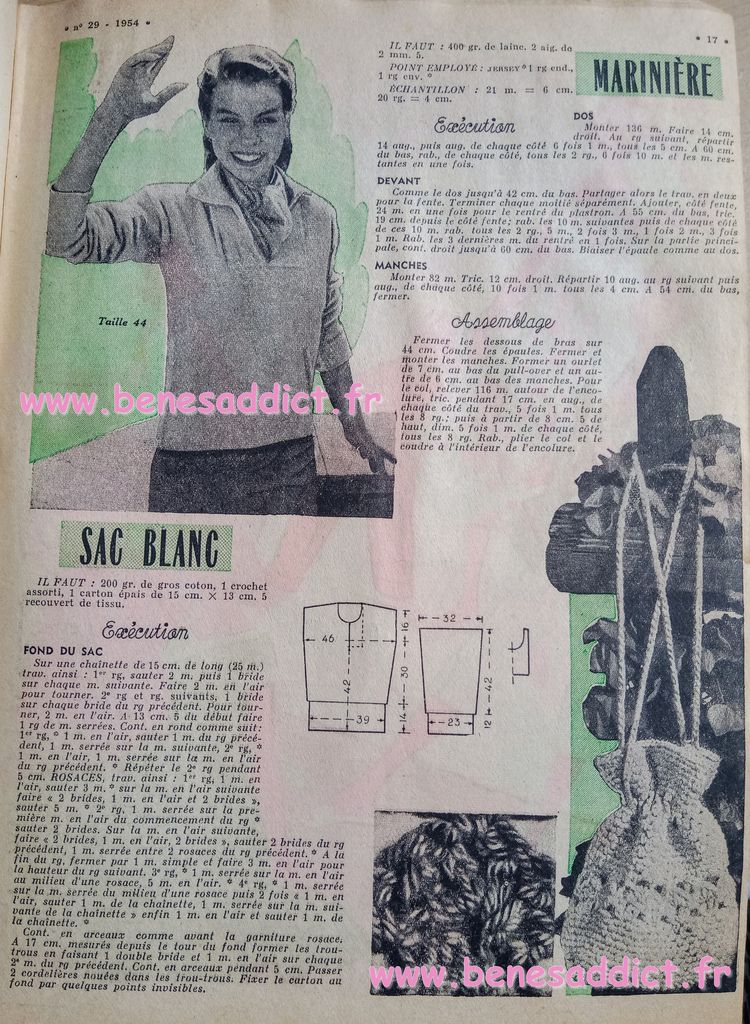 • n° 29 - 1954 •
• 17 •
IL FAUT : 400 gr. de laine. 2 aig. de
2 mm. 5.
POINT EMPLOYÉ : JERSEY * 1 rg end.,
1 rg env. *
ÉCHANTILLON : 21 m. = 6 cm.
20 rg. = 4 cm.
MARINIÈRE
Exécution
DOS
Monter 136 m. Faire 14 cm.
droit. Au rg suivant, répartir
14 aug., puis aug. de chaque côté 6 fois 1 m., tous les 5 cm. A 60 cm.
du bas, rab., de chaque côté, tous les 2 rg., 6 fois 10 m. et les m. res-
tantes en une fois.
DEVANT
Comme le dos jusqu'à 42 cm. du bas. Partager alors le trav. en deux
pour la fente. Terminer chaque moitié séparément. Ajouter, côté fente,
24 m. en une fois pour le rentré du plastron. A 55 cm. du bas, tric.
19 cm. depuis le côté fente; rab. les 10 m. suivantes puis de chaque côté
de ces 10 m. rab. tous les 2 rg., 5 m., 2 fois 3 m., 1 fois 2 m., 3 fois
1 m. Rab. les 3 dernières m. du rentré en 1 fois. Sur la partie princi-
pale, cont. droit jusqu'à 60 cm. du bas. Biaiser l'épaule comme au dos.
MANCHES
Monter 82 m. Tric. 12 cm. droit. Répartir 10 aug. au rg suivant puis
aug., de chaque côté, 10 fois 1 m. tous les 4 cm. A 54 cm. du bas,
fermer.
Taille 44
Assemblage
Fermer les dessous de bras sur
44 cm. Coudre les épaules. Fermer et
monter les manches. Former un ourlet
de 7 cm. au bas du pull-over et un au-
tre de 6 cm. au bas des manches. Pour
le col, relever 116 m. autour de l'enco-
lure, tric. pendant 17 cm. en aug., de
chaque côté du trav., 5 fois 1 m. tous
les 8 rg.; puis à partir de 8 cm. 5 de
haut, dim. 5 fois 1 m. de chaque côté,
tous les 8 rg. Rab., plier le col et le
coudre à l'intérieur de l'encolure.
www.benesaddict.fr
SAC BLANC
IL FAUT : 200 gr. de gros coton, 1 crochet
assorti, 1 carton épais de 15 cm. × 13 cm. 5
recouvert de tissu.
Exécution
FOND DU SAC
Sur une chaînette de 15 cm. de long (25 m.)
trav. ainsi : 1er rg, sauter 2 m. puis 1 bride
sur chaque m. suivante. Faire 2 m. en l'air
pour tourner. 2e rg et rg. suivants, 1 bride
sur chaque bride du rg précédent. Pour tour-
ner, 2 m. en l'air. A 13 cm. 5 du début faire
1 rg de m. serrées. Cont. en rond comme suit:
1er rg, * 1 m. en l'air, sauter 1 m. du rg précé-
dent, 1 m. serrée sur la m. suivante, 2e rg, *
1 m. en l'air, 1 m. serrée sur la m. en l'air
du rg précédent. * Répéter le 2e rg pendant
5 cm. ROSACES, trav. ainsi : 1er rg, 1 m. en
l'air, sauter 3 m. * sur la m. en l'air suivante
faire « 2 brides, 1 m. en l'air et 2 brides »,
sauter 5 m. * 2e rg, 1 m. serrée sur la pre-
mière m. en l'air du commencement du rg *
sauter 2 brides. Sur la m. en l'air suivante,
faire « 2 brides, 1 m. en l'air, 2 brides », sauter 2 brides du rg
précédent, 1 m. serrée entre 2 rosaces du rg précédent. * A la
fin du rg, fermer par 1 m. simple et faire 3 m. en l'air pour
la hauteur du rg suivant. 3e rg, * 1 m. serrée sur la m. en l'air
au milieu d'une rosace, 5 m. en l'air. * 4e rg, * 1 m. serrée
sur la m. serrée du milieu d'une rosace puis 2 fois « 1 m. en
l'air, sauter 1 m. de la chaînette, 1 m. serrée sur la m. sui-
vante de la chaînette » enfin 1 m. en l'air et sauter 1 m. de
la chaînette. *
Cont. en arceaux comme avant la garniture rosace.
A 17 cm. mesurés depuis le tour du fond former les trou-
trous en faisant 1 double bride et 1 m. en l'air sur chaque
2e m. du rg précédent. Cont. en arceaux pendant 5 cm. Passer
2 cordelières nouées dans les trou-trous. Fixer le carton au
fond par quelques points invisibles.
46
42
39
16
30
14
32
42
23
12
www.benesaddict.fr